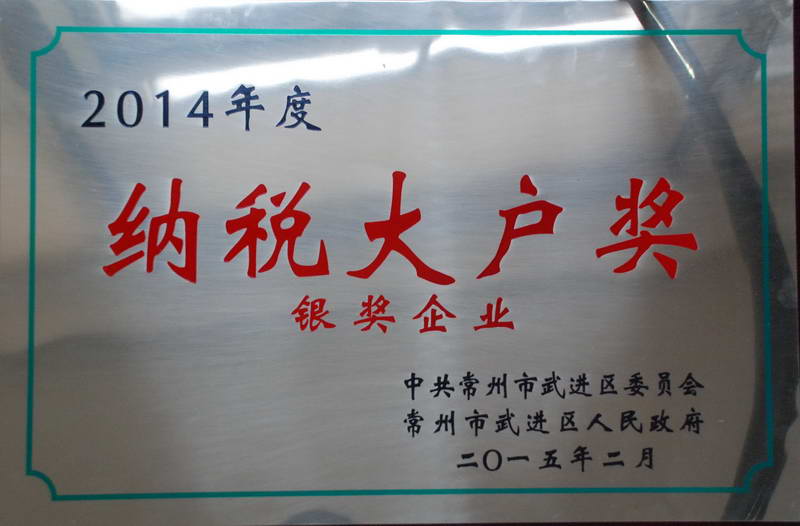 2014年度
纳税大户奖
银奖企业
中共常州市武进区委员会
常州市武进区人民政府
二〇一五年二月